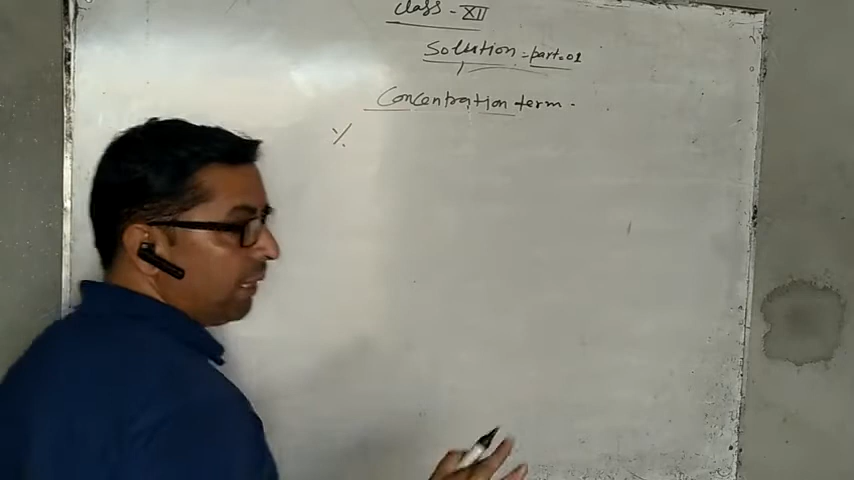 Class - XII
Solution - part-01
Concentration term.
%